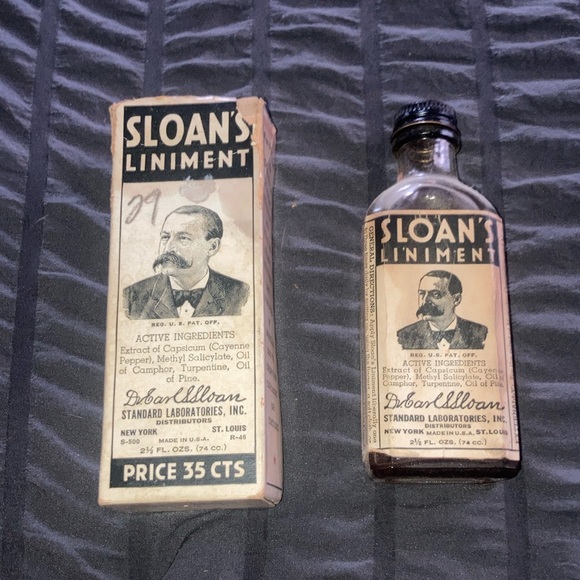 SLOAN'S
LINIMENT
29
REG. U.S. PAT. OFF.
ACTIVE INGREDIENTS
Extract of Capsicum (Cayenne
Pepper), Methyl Salicylate, Oil
of Camphor, Turpentine, Oil
of Pine.
Dr. Earl S. Sloan
STANDARD LABORATORIES, INC.
DISTRIBUTORS
NEW YORK ST. LOUIS
S-500 MADE IN U.S.A. R-45
2½ FL. OZS. (74 CC.)
PRICE 35 CTS
SLOAN'S
LINIMENT
GENERAL DIRECTIONS:
REG. U.S. PAT. OFF.
ACTIVE INGREDIENTS
Extract of Capsicum (Cayenne
Pepper), Methyl Salicylate, Oil of
Camphor, Turpentine, Oil of Pine.
Dr. Earl S. Sloan
STANDARD LABORATORIES, INC.
DISTRIBUTORS
NEW YORK MADE IN U.S.A. ST. LOUIS
2½ FL. OZS. (74 CC.)